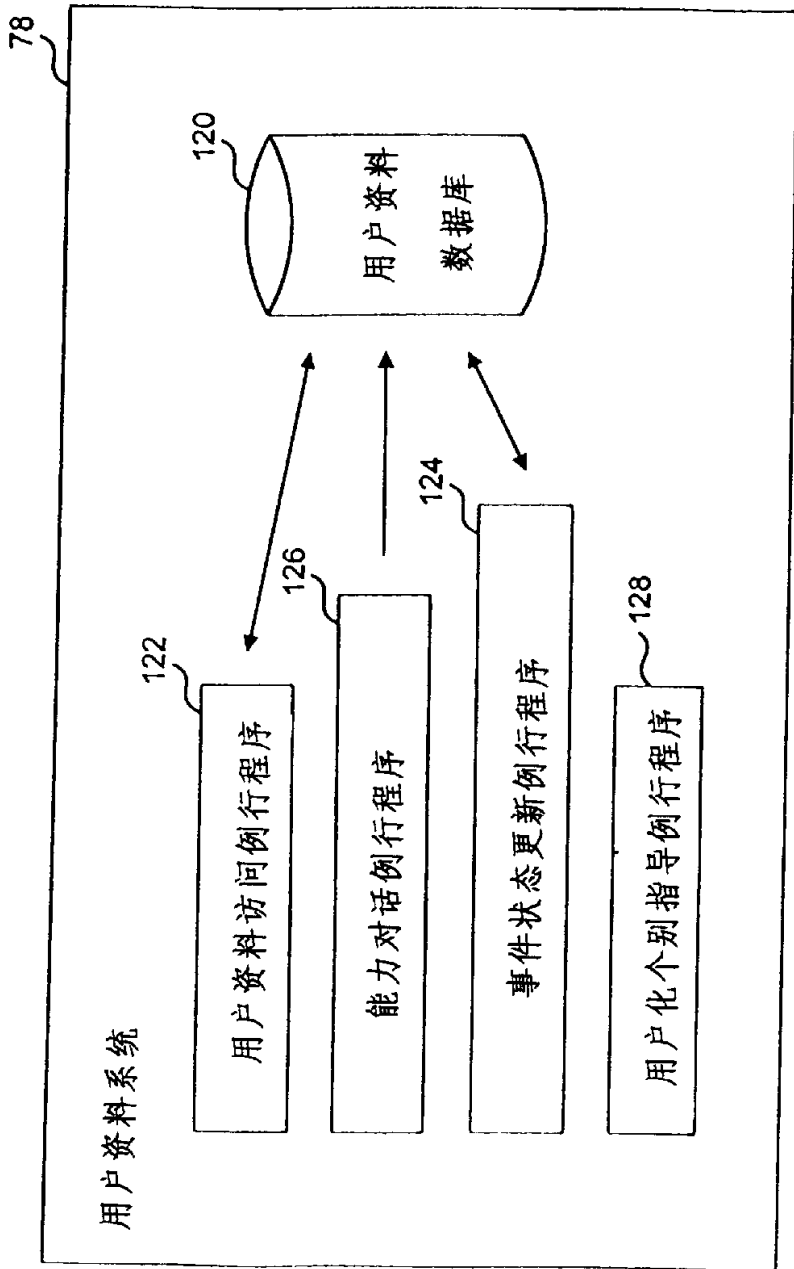 78
用户资料系统
122
用户资料访问例行程序
126
能力对话例行程序
124
事件状态更新例行程序
128
用户化个别指导例行程序
120
用户资料
数据库